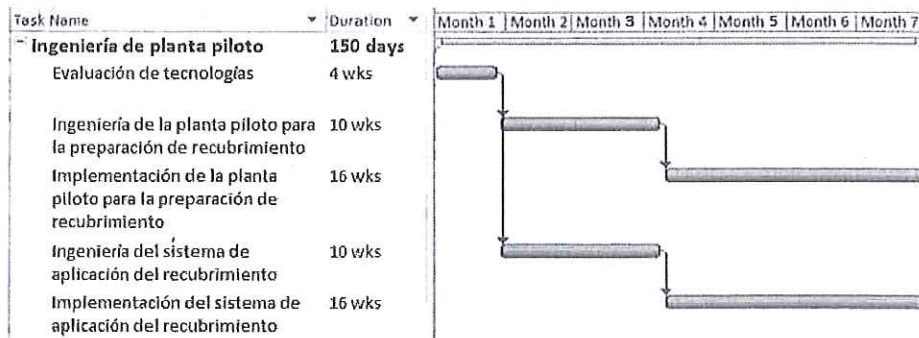 Task Name Duration Month 1 Month 2 Month 3 Month 4 Month 5 Month 6 Month 7
Ingeniería de planta piloto 150 days
Evaluación de tecnologías 4 wks
Ingeniería de la planta piloto para 10 wks
la preparación de recubrimiento
Implementación de la planta 16 wks
piloto para la preparación de
recubrimiento
Ingeniería del sistema de 10 wks
aplicación del recubrimiento
Implementación del sistema de 16 wks
aplicación del recubrimiento